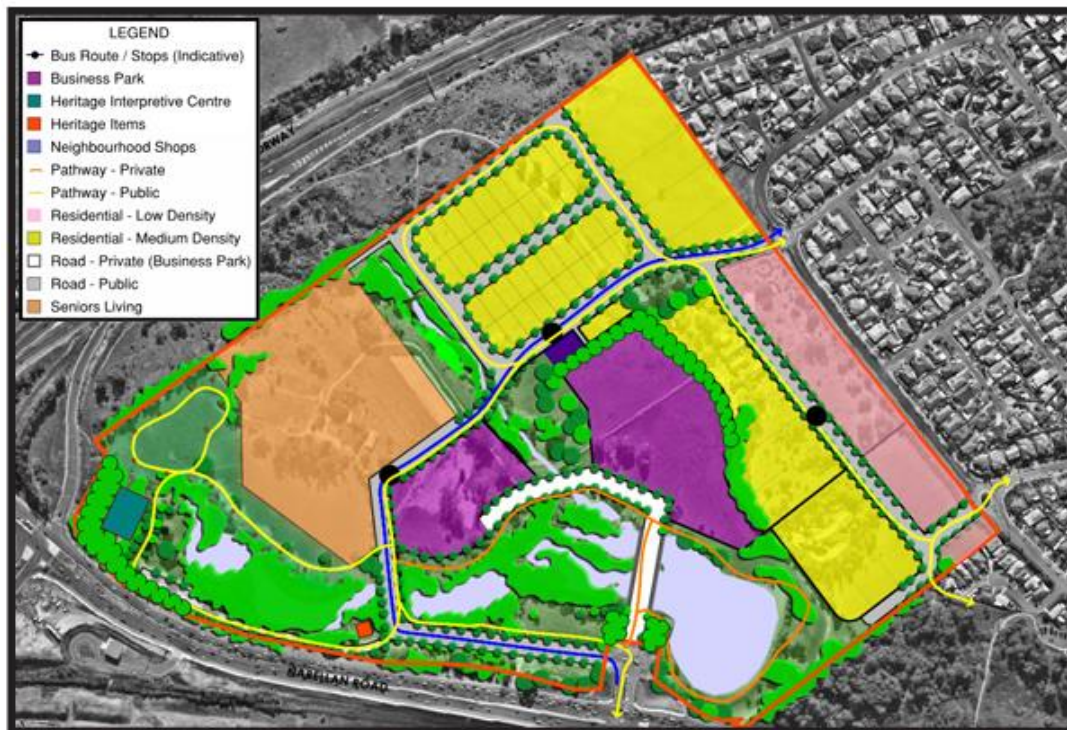 LEGEND
Bus Route / Stops (Indicative)
Business Park
Heritage Interpretive Centre
Heritage Items
Neighbourhood Shops
Pathway - Private
Pathway - Public
Residential - Low Density
Residential - Medium Density
Road - Private (Business Park)
Road - Public
Seniors Living
NARELLAN ROAD